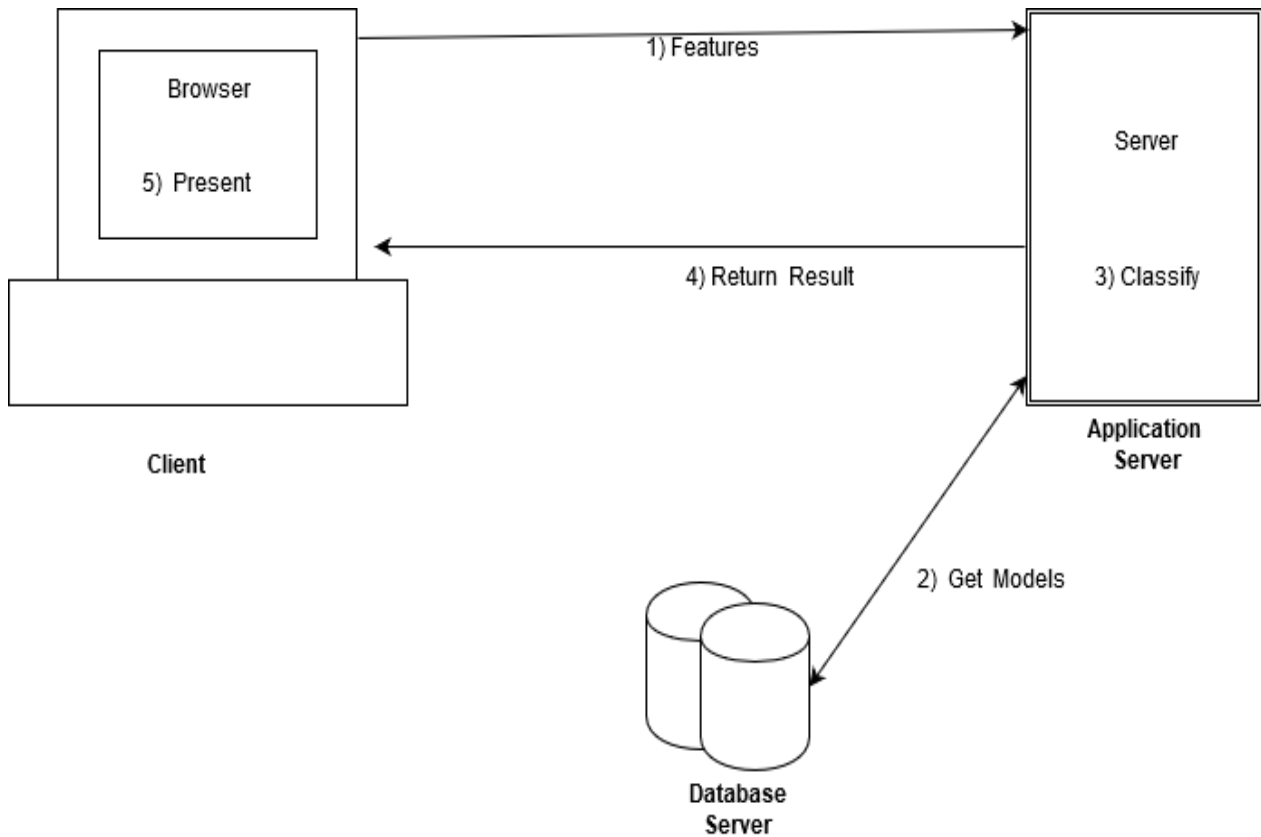 1) Features
Browser
Server
5) Present
4) Return Result
3) Classify
Application
Server
Client
2) Get Models
Database
Server